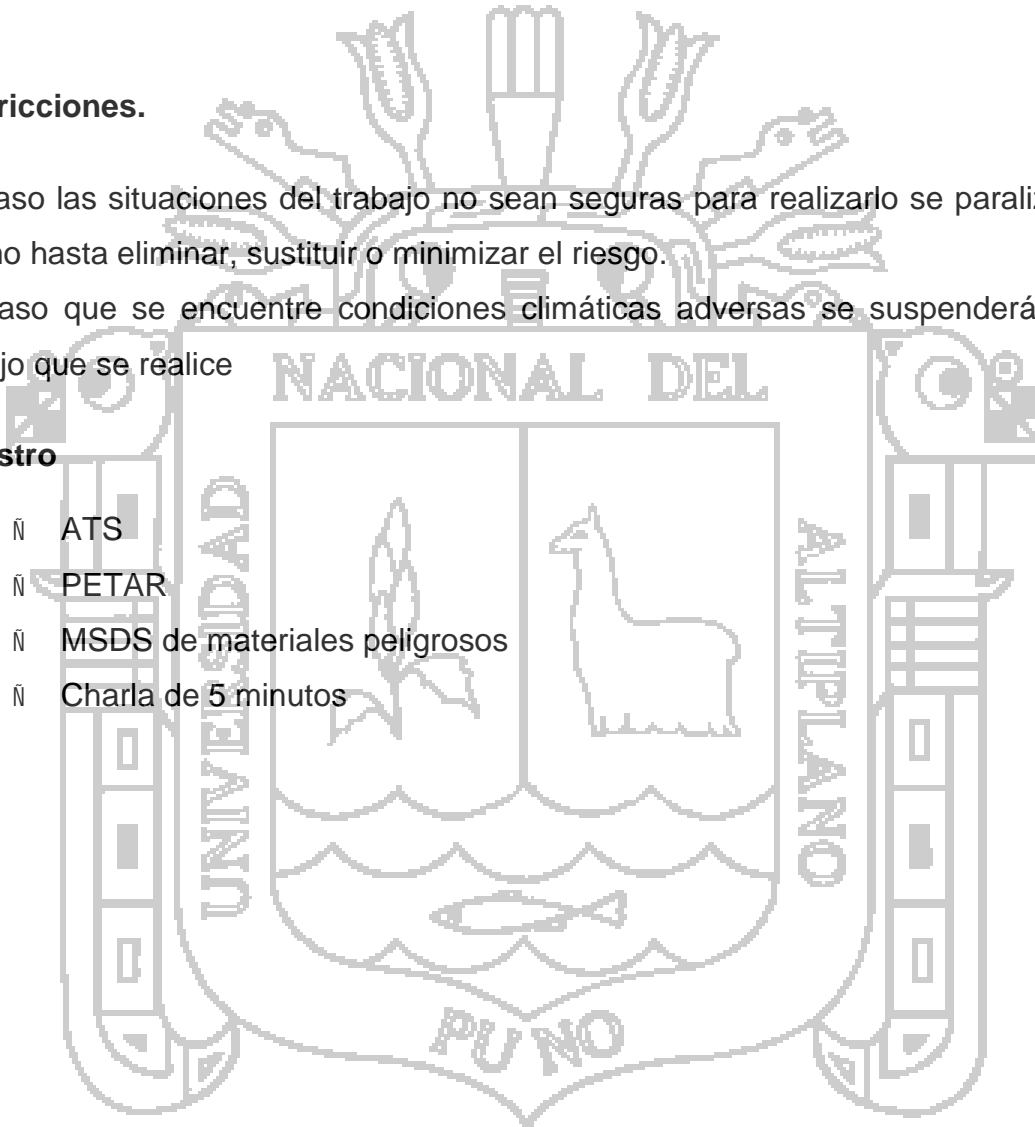 ricciones.
aso las situaciones del trabajo no sean seguras para realizarlo se paraliz
no hasta eliminar, sustituir o minimizar el riesgo.
aso que se encuentre condiciones climáticas adversas se suspenderá
jo que se realice
NACIONAL DEL
stro
Ñ ATS
Ñ PETAR
Ñ MSDS de materiales peligrosos
Ñ Charla de 5 minutos
UNIVERSIDAD
ALTIPLANO
PUNO